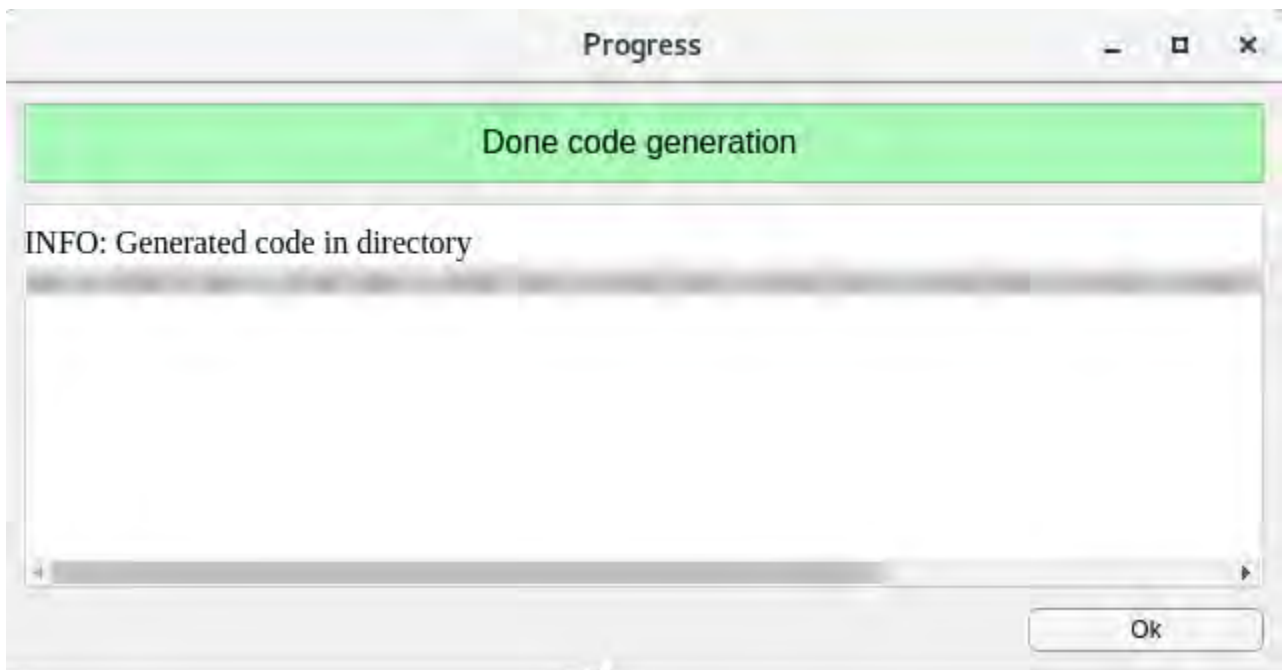 Progress
Done code generation
INFO: Generated code in directory
Ok